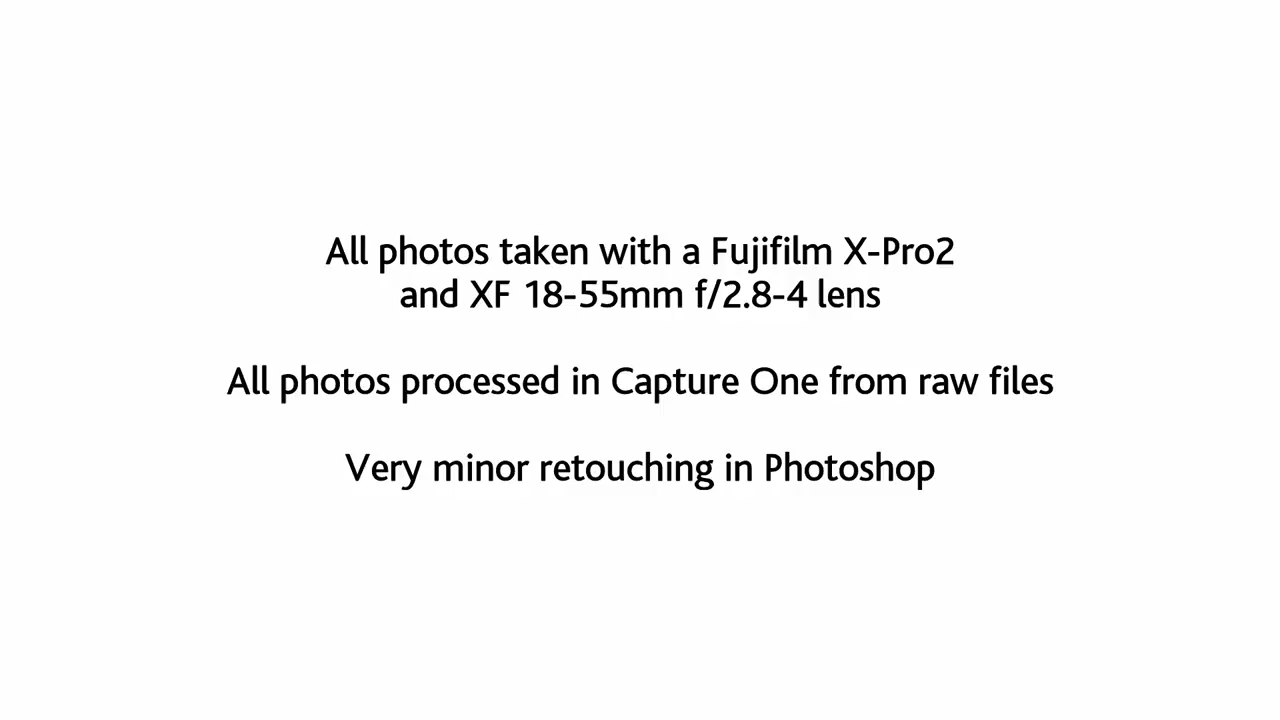 All photos taken with a Fujifilm X-Pro2
and XF 18-55mm f/2.8-4 lens
All photos processed in Capture One from raw files
Very minor retouching in Photoshop